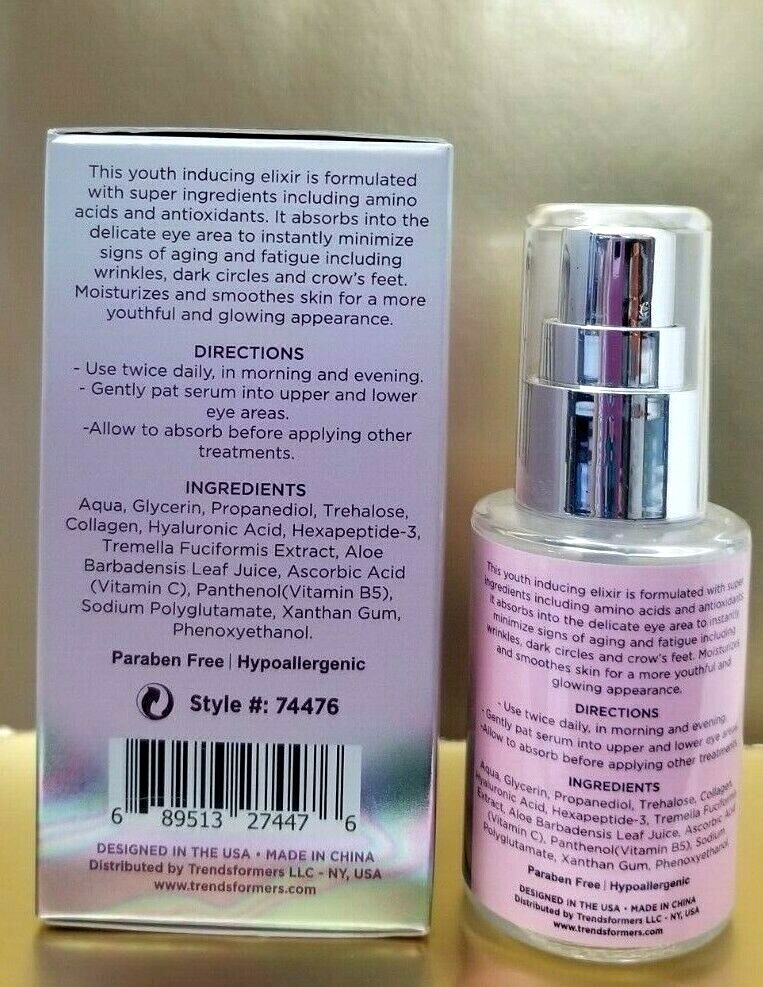 This youth inducing elixir is formulated
with super ingredients including amino
acids and antioxidants. It absorbs into the
delicate eye area to instantly minimize
signs of aging and fatigue including
wrinkles, dark circles and crow's feet.
Moisturizes and smoothes skin for a more
youthful and glowing appearance.
DIRECTIONS
- Use twice daily, in morning and evening.
- Gently pat serum into upper and lower
eye areas.
-Allow to absorb before applying other
treatments.
INGREDIENTS
Aqua, Glycerin, Propanediol, Trehalose,
Collagen, Hyaluronic Acid, Hexapeptide-3,
Tremella Fuciformis Extract, Aloe
Barbadensis Leaf Juice, Ascorbic Acid
(Vitamin C), Panthenol(Vitamin B5),
Sodium Polyglutamate, Xanthan Gum,
Phenoxyethanol.
Paraben Free | Hypoallergenic
Style #: 74476
6 89513 27447 6
DESIGNED IN THE USA • MADE IN CHINA
Distributed by Trendsformers LLC - NY, USA
www.trendsformers.com
This youth inducing elixir is formulated with super
ingredients including amino acids and antioxidants.
It absorbs into the delicate eye area to instantly
minimize signs of aging and fatigue including
wrinkles, dark circles and crow's feet. Moisturizes
and smoothes skin for a more youthful and
glowing appearance.
DIRECTIONS
- Use twice daily, in morning and evening.
- Gently pat serum into upper and lower eye areas.
-Allow to absorb before applying other treatments.
INGREDIENTS
Aqua, Glycerin, Propanediol, Trehalose, Collagen,
Hyaluronic Acid, Hexapeptide-3, Tremella Fuciformis
Extract, Aloe Barbadensis Leaf Juice, Ascorbic Acid
(Vitamin C), Panthenol(Vitamin B5), Sodium
Polyglutamate, Xanthan Gum, Phenoxyethanol.
Paraben Free | Hypoallergenic
DESIGNED IN THE USA • MADE IN CHINA
Distributed by Trendsformers LLC - NY, USA
www.trendsformers.com